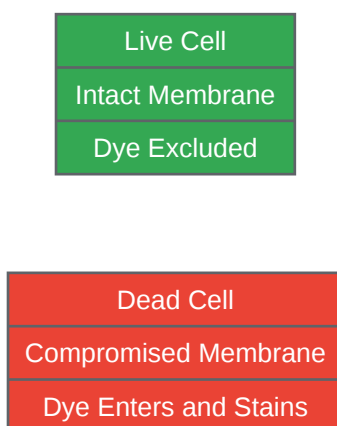 Live Cell
Intact Membrane
Dye Excluded
Dead Cell
Compromised Membrane
Dye Enters and Stains